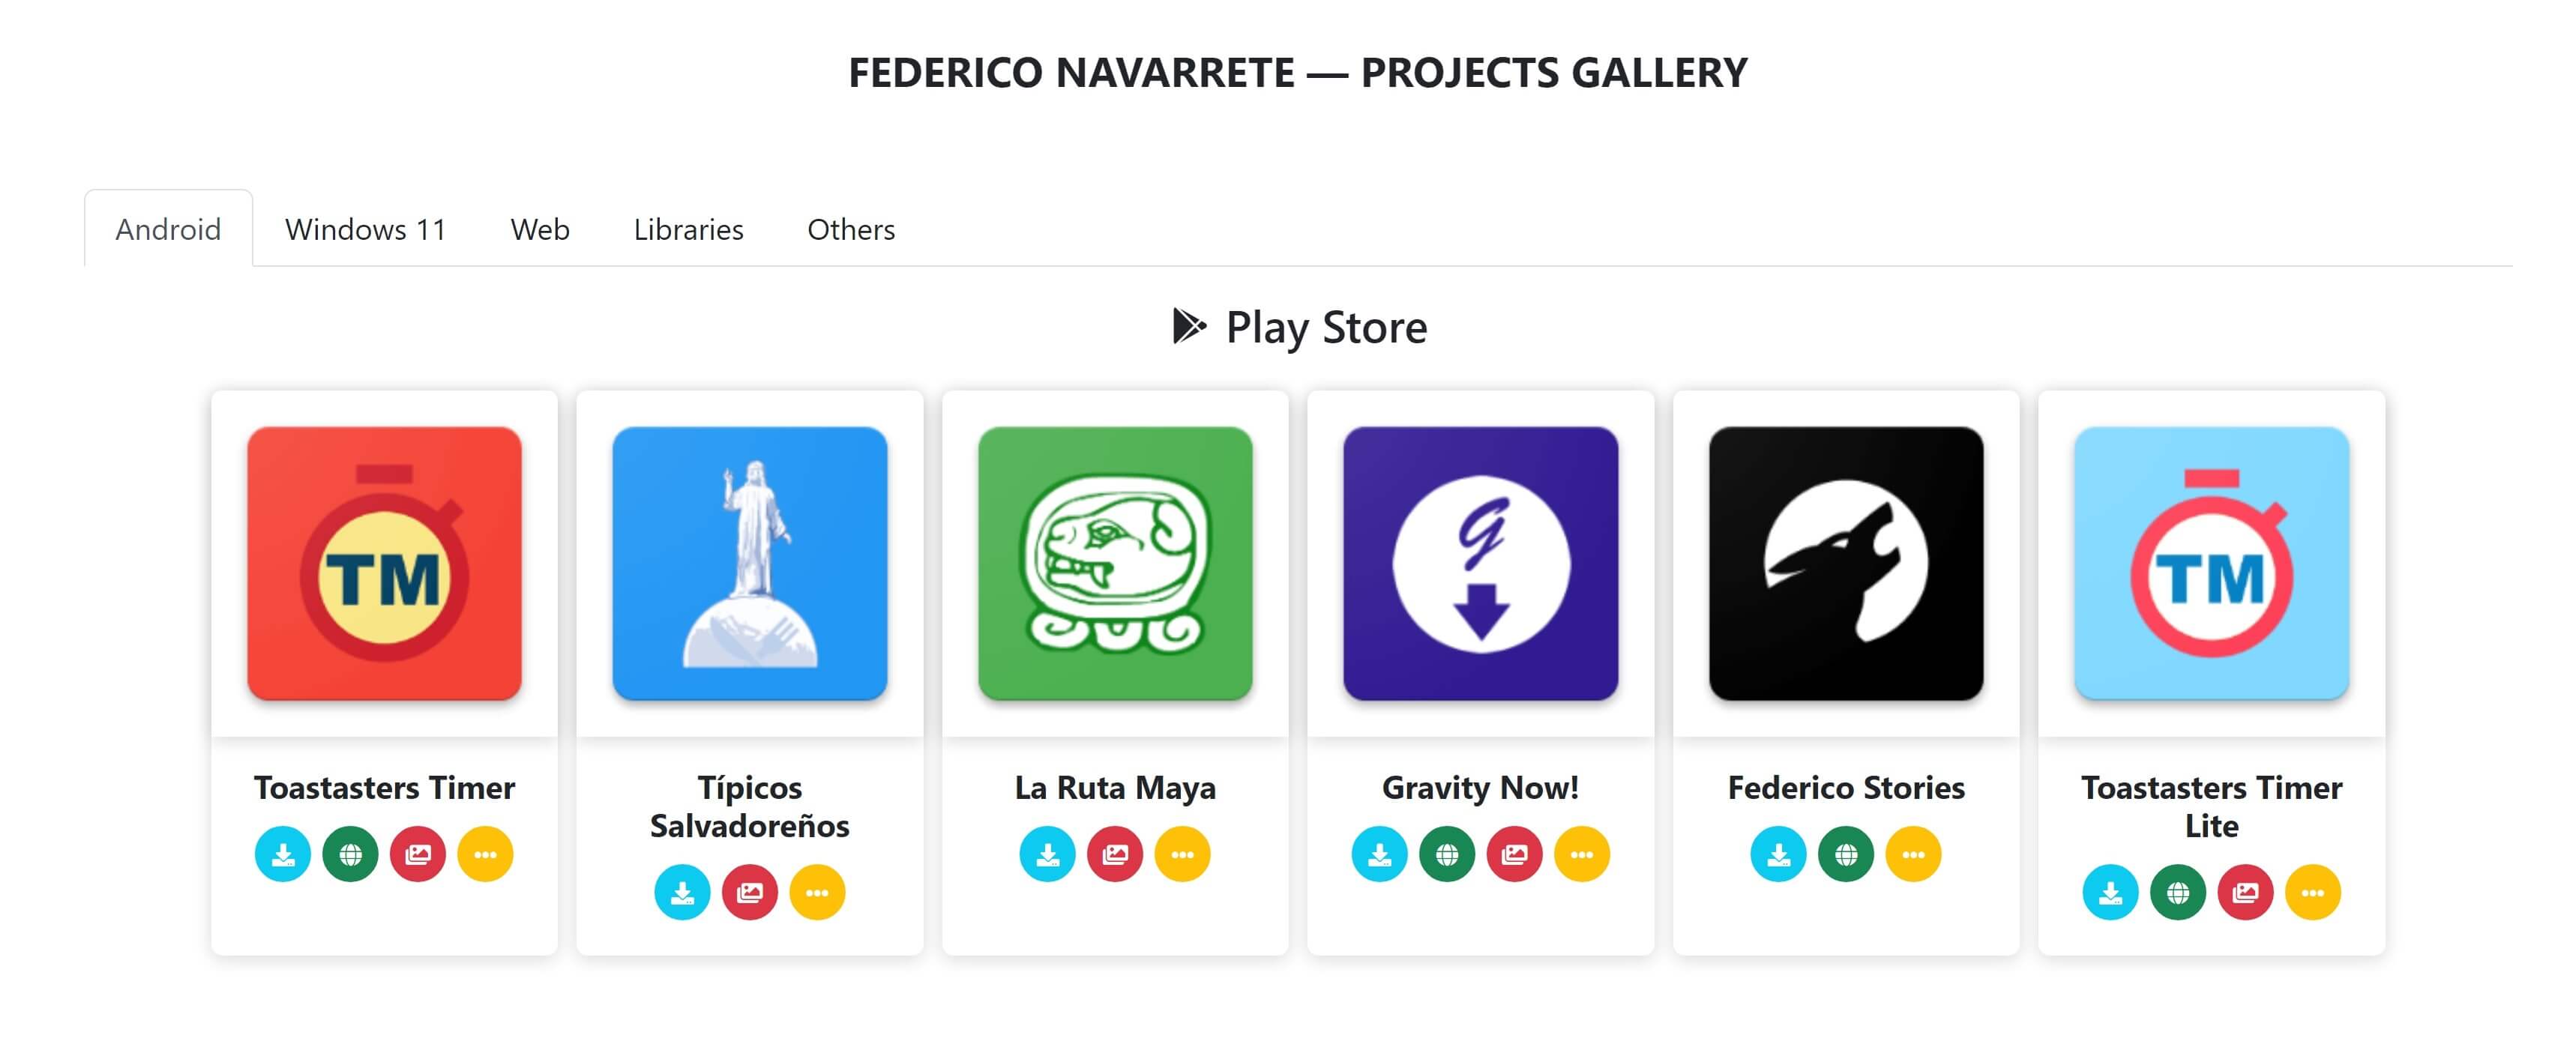 FEDERICO NAVARRETE — PROJECTS GALLERY
Android
Windows 11
Web
Libraries
Others
Play Store
TM
G
TM
Toastasters Timer
Típicos
Salvadoreños
La Ruta Maya
Gravity Now!
Federico Stories
Toastasters Timer
Lite